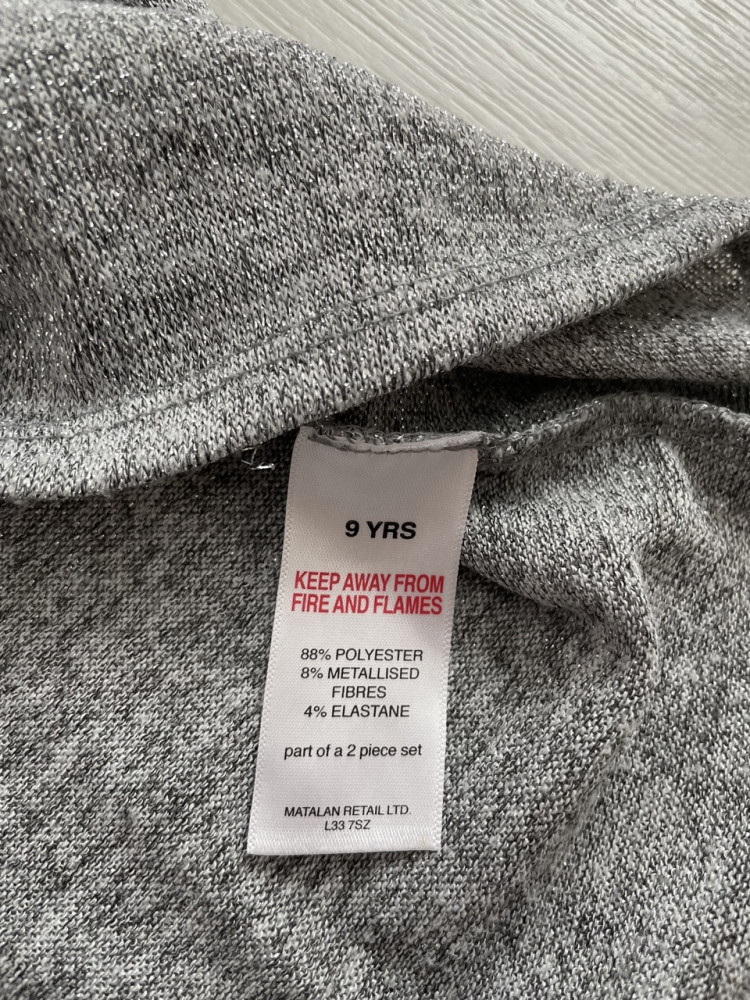 9 YRS
KEEP AWAY FROM
FIRE AND FLAMES
88% POLYESTER
8% METALLISED
FIBRES
4% ELASTANE
part of a 2 piece set
MATALAN RETAIL LTD.
L33 7SZ